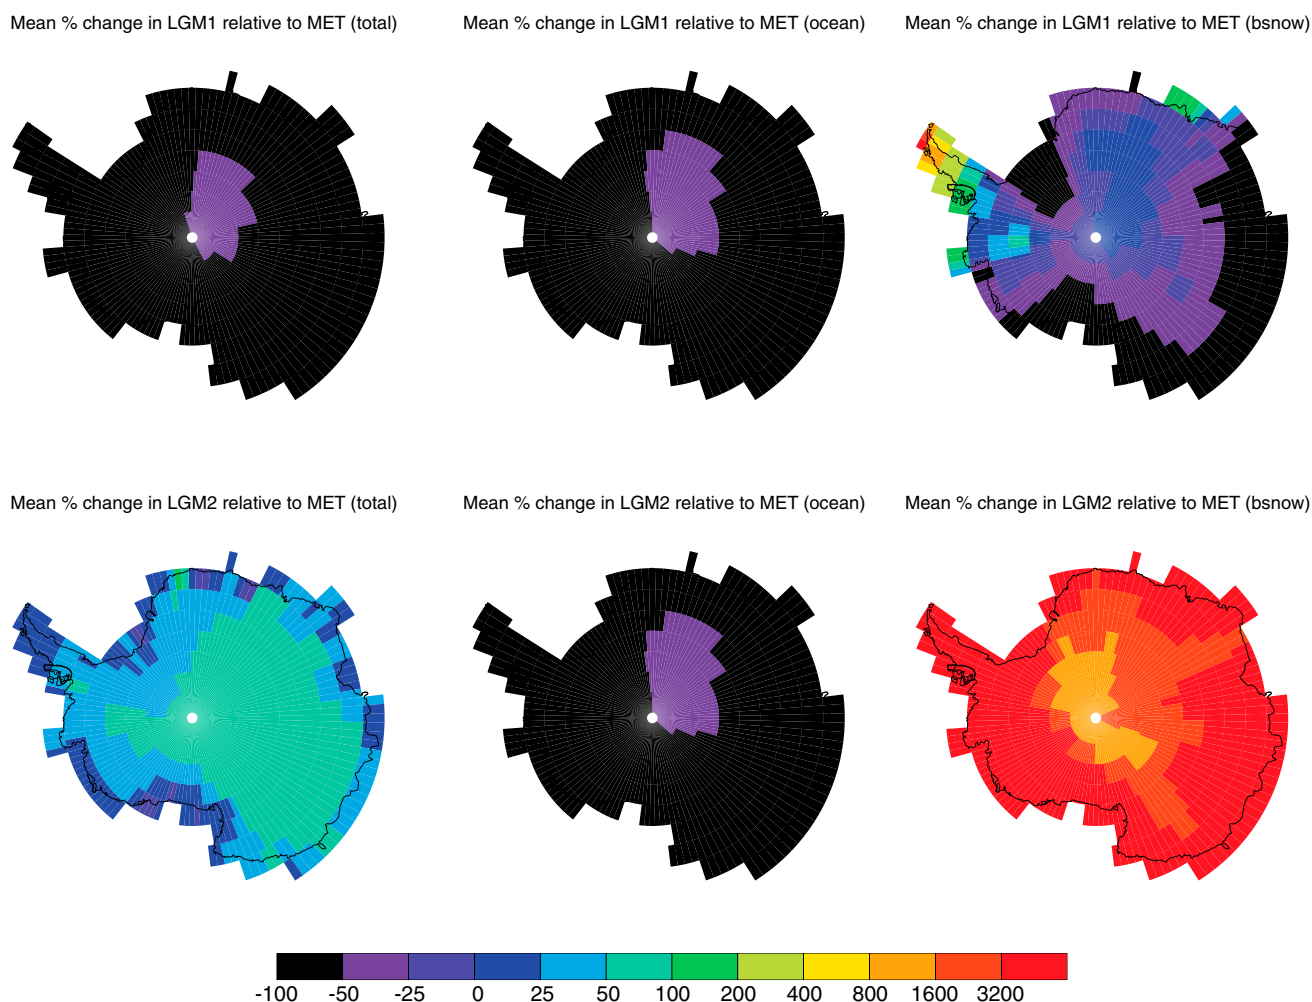 Mean % change in LGM1 relative to MET (total)
Mean % change in LGM1 relative to MET (ocean)
Mean % change in LGM1 relative to MET (bsnow)
Mean % change in LGM2 relative to MET (total)
Mean % change in LGM2 relative to MET (ocean)
Mean % change in LGM2 relative to MET (bsnow)
-100 -50 -25 0 25 50 100 200 400 800 1600 3200